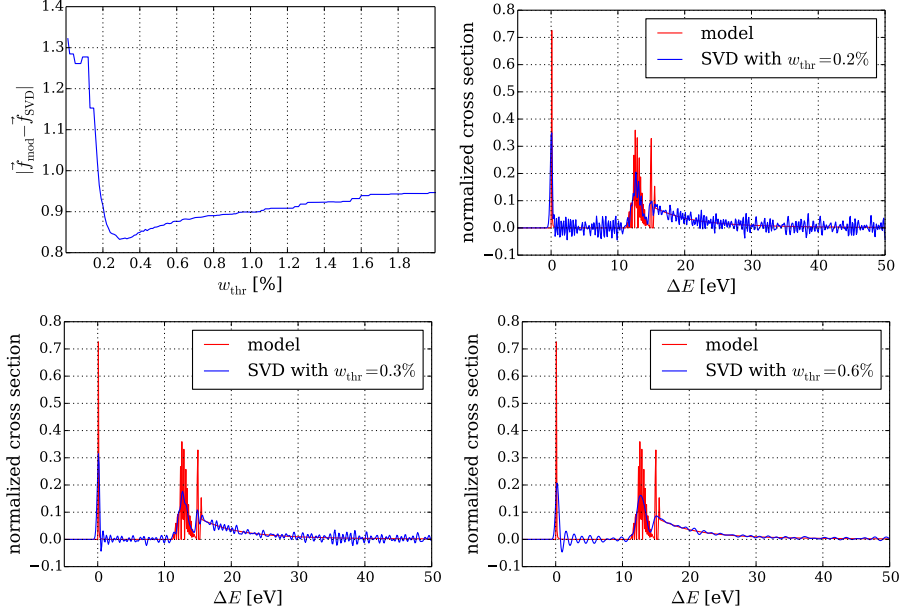 1.4
1.3
1.2
1.1
1.0
0.9
0.8
0.2 0.4 0.6 0.8 1.0 1.2 1.4 1.6 1.8
w_thr [%]
|f⃗_mod − f⃗_SVD|
0.8
0.7
0.6
0.5
0.4
0.3
0.2
0.1
0.0
−0.1
0 10 20 30 40 50
ΔE [eV]
normalized cross section
model
SVD with w_thr = 0.2%
0.8
0.7
0.6
0.5
0.4
0.3
0.2
0.1
0.0
−0.1
0 10 20 30 40 50
ΔE [eV]
normalized cross section
model
SVD with w_thr = 0.3%
0.8
0.7
0.6
0.5
0.4
0.3
0.2
0.1
0.0
−0.1
0 10 20 30 40 50
ΔE [eV]
normalized cross section
model
SVD with w_thr = 0.6%